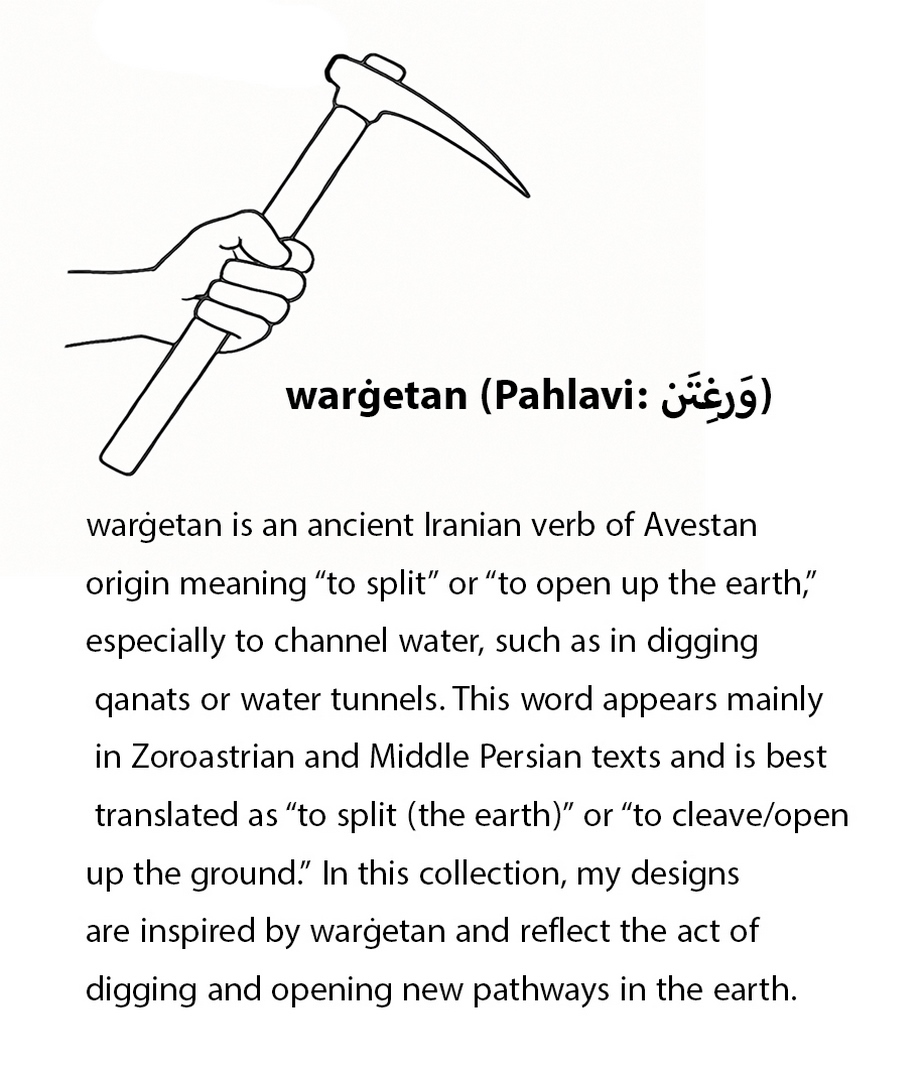 warġetan (Pahlavi: وَرغِتَن)
warġetan is an ancient Iranian verb of Avestan
origin meaning “to split” or “to open up the earth,”
especially to channel water, such as in digging
qanats or water tunnels. This word appears mainly
in Zoroastrian and Middle Persian texts and is best
translated as “to split (the earth)” or “to cleave/open
up the ground.” In this collection, my designs
are inspired by warġetan and reflect the act of
digging and opening new pathways in the earth.